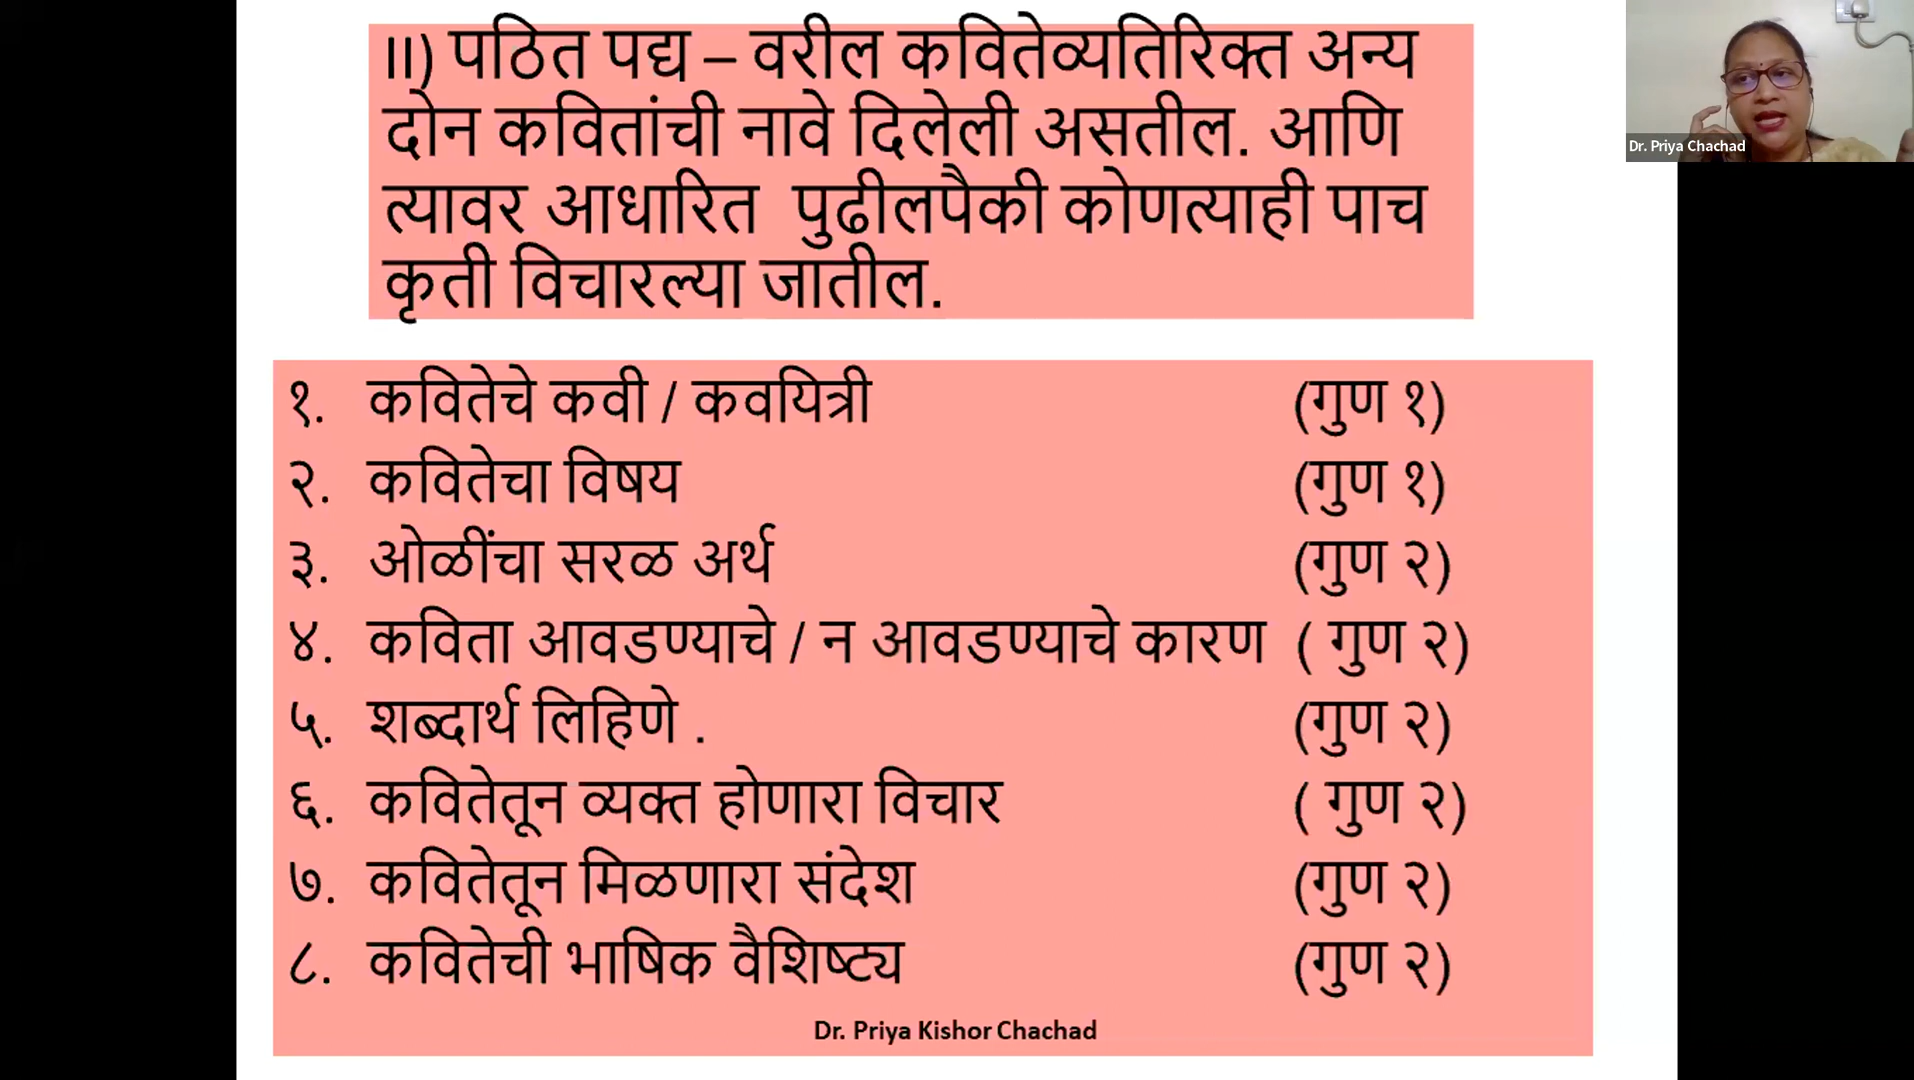 II) पठित पद्य – वरील कवितेव्यतिरिक्त अन्य
दोन कवितांची नावे दिलेली असतील. आणि
त्यावर आधारित पुढीलपैकी कोणत्याही पाच
कृती विचारल्या जातील.
१. कवितेचे कवी / कवयित्री (गुण १)
२. कवितेचा विषय (गुण १)
३. ओळींचा सरळ अर्थ (गुण २)
४. कविता आवडण्याचे / न आवडण्याचे कारण ( गुण २)
५. शब्दार्थ लिहिणे . (गुण २)
६. कवितेतून व्यक्त होणारा विचार ( गुण २)
७. कवितेतून मिळणारा संदेश (गुण २)
८. कवितेची भाषिक वैशिष्ट्य (गुण २)
Dr. Priya Kishor Chachad
Dr. Priya Chachad